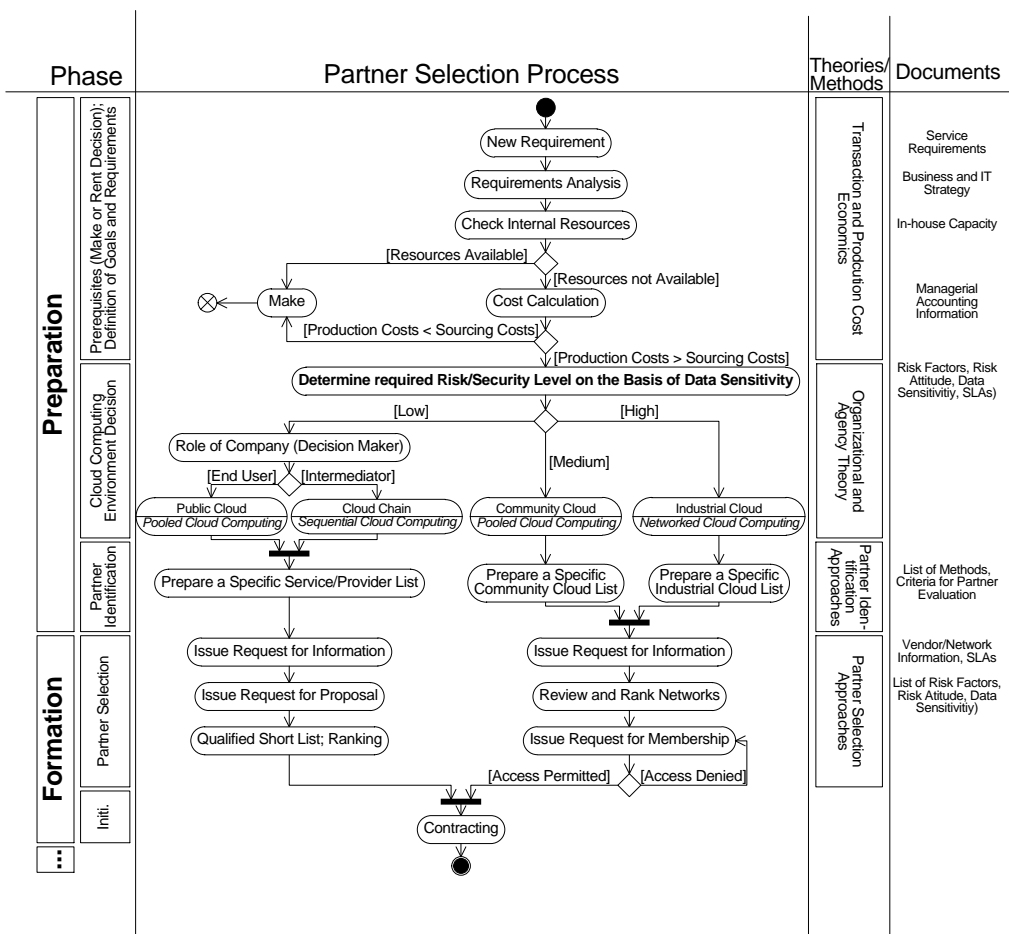 Phase
Partner Selection Process
Theories/
Methods
Documents
Preparation
Prerequisites (Make or Rent Decision);
Definition of Goals and Requirements
New Requirement
Requirements Analysis
Check Internal Resources
[Resources Available]
[Resources not Available]
Make
Cost Calculation
[Production Costs < Sourcing Costs]
[Production Costs > Sourcing Costs]
Transaction and Prodcution Cost
Economics
Service
Requirements
Business and IT
Strategy
In-house Capacity
Managerial
Accounting
Information
Cloud Computing
Environment Decision
Determine required Risk/Security Level on the Basis of Data Sensitivity
[Low]
[High]
Role of Company (Decision Maker)
[Medium]
[End User]
[Intermediator]
Public Cloud
Pooled Cloud Computing
Cloud Chain
Sequential Cloud Computing
Community Cloud
Pooled Cloud Computing
Industrial Cloud
Networked Cloud Computing
Organizational and
Agency Theory
Risk Factors, Risk
Attitude, Data
Sensitivitiy, SLAs)
Partner
Identification
Prepare a Specific Service/Provider List
Prepare a Specific
Community Cloud List
Prepare a Specific
Industrial Cloud List
Partner Iden-
tification
Approaches
List of Methods,
Criteria for Partner
Evaluation
Formation
Partner Selection
Issue Request for Information
Issue Request for Information
Issue Request for Proposal
Review and Rank Networks
Qualified Short List; Ranking
Issue Request for Membership
[Access Permitted]
[Access Denied]
Partner Selection
Approaches
Vendor/Network
Information, SLAs
List of Risk Factors,
Risk Atitude, Data
Sensitivitiy)
Initi.
Contracting
...